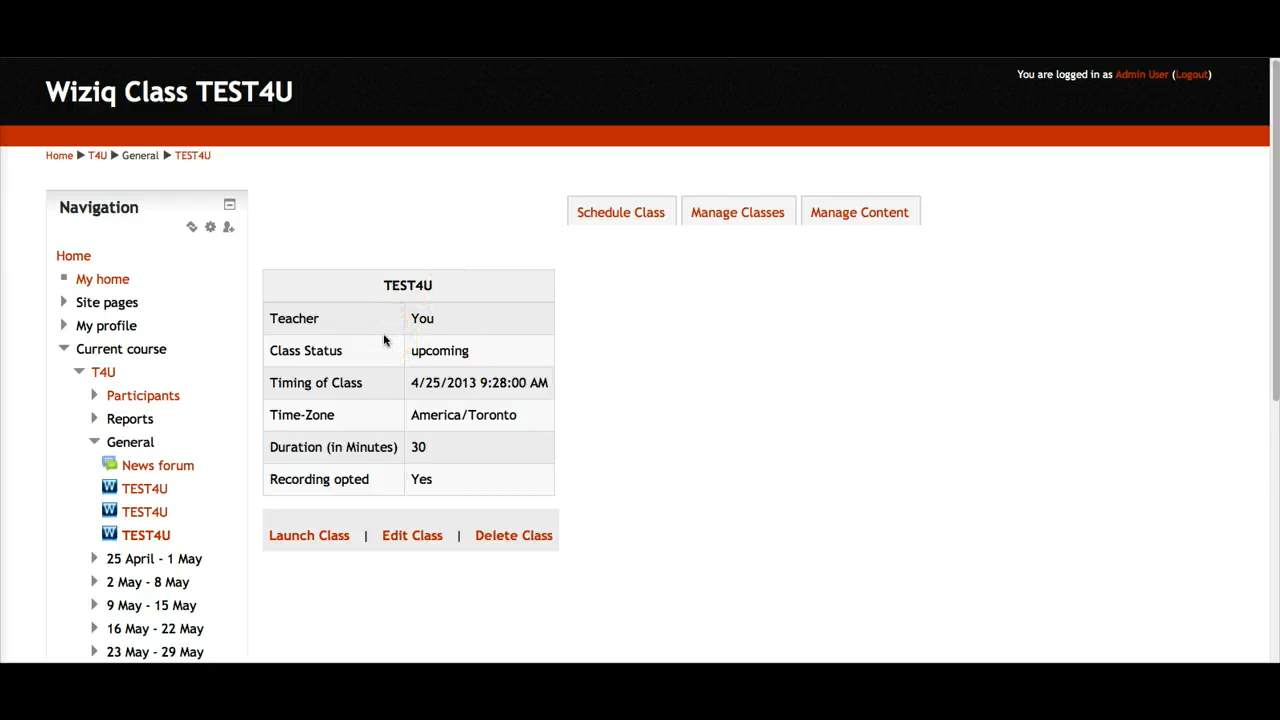 Wiziq Class TEST4U
You are logged in as Admin User (Logout)
Home ▶ T4U ▶ General ▶ TEST4U
Navigation
Schedule Class
Manage Classes
Manage Content
Home
My home
Site pages
My profile
Current course
T4U
Participants
Reports
General
News forum
TEST4U
TEST4U
TEST4U
25 April - 1 May
2 May - 8 May
9 May - 15 May
16 May - 22 May
23 May - 29 May
TEST4U
Teacher You
Class Status upcoming
Timing of Class 4/25/2013 9:28:00 AM
Time-Zone America/Toronto
Duration (in Minutes) 30
Recording opted Yes
Launch Class | Edit Class | Delete Class